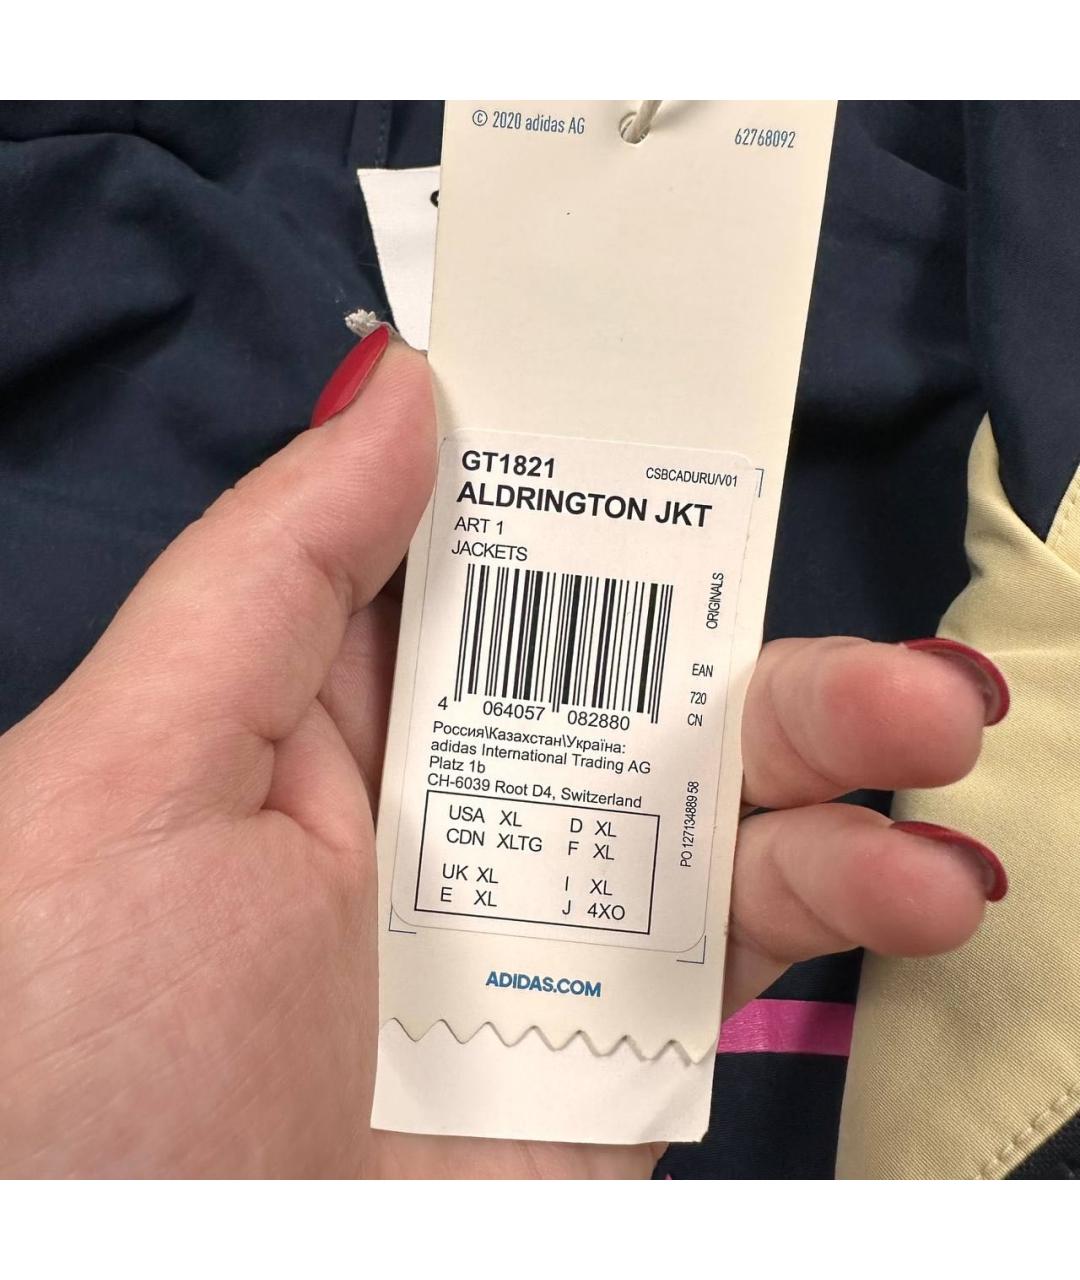 © 2020 adidas AG
62768092
GT1821
CSBCADURU/V01
ALDRINGTON JKT
ART 1
JACKETS
ORIGINALS
EAN
720
CN
4 064057 082880
Россия\Казахстан\Україна:
adidas International Trading AG
Platz 1b
CH-6039 Root D4, Switzerland
PO 127134889 58
USA XL D XL
CDN XLTG F XL
UK XL I XL
E XL J 4XO
ADIDAS.COM